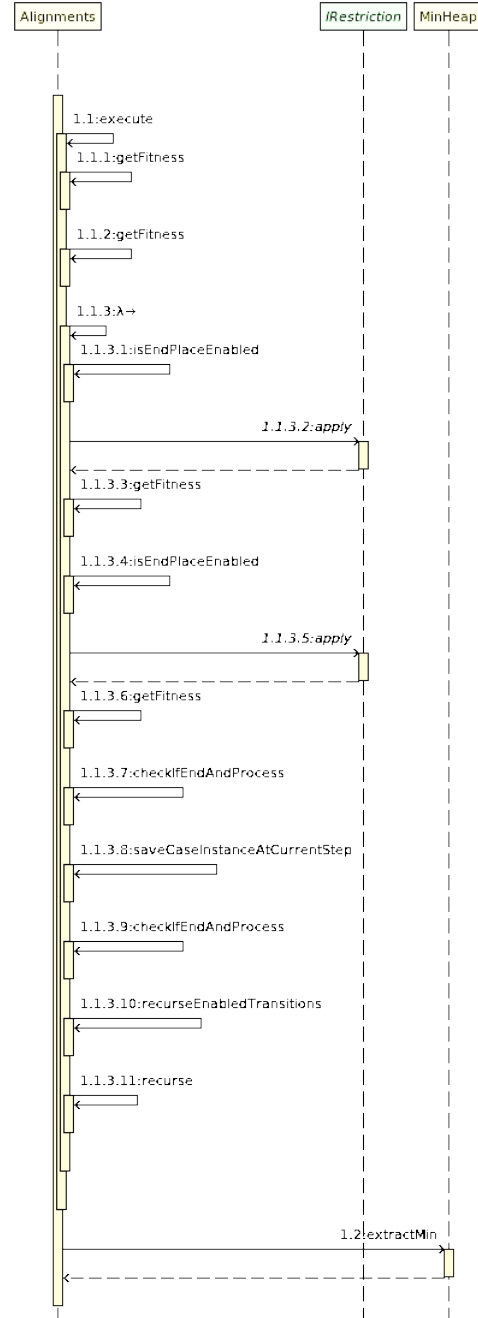 Alignments IRestriction MinHeap
1.1:execute
1.1.1:getFitness
1.1.2:getFitness
1.1.3:λ→
1.1.3.1:isEndPlaceEnabled
1.1.3.2:apply
1.1.3.3:getFitness
1.1.3.4:isEndPlaceEnabled
1.1.3.5:apply
1.1.3.6:getFitness
1.1.3.7:checkIfEndAndProcess
1.1.3.8:saveCaseInstanceAtCurrentStep
1.1.3.9:checkIfEndAndProcess
1.1.3.10:recurseEnabledTransitions
1.1.3.11:recurse
1.2:extractMin